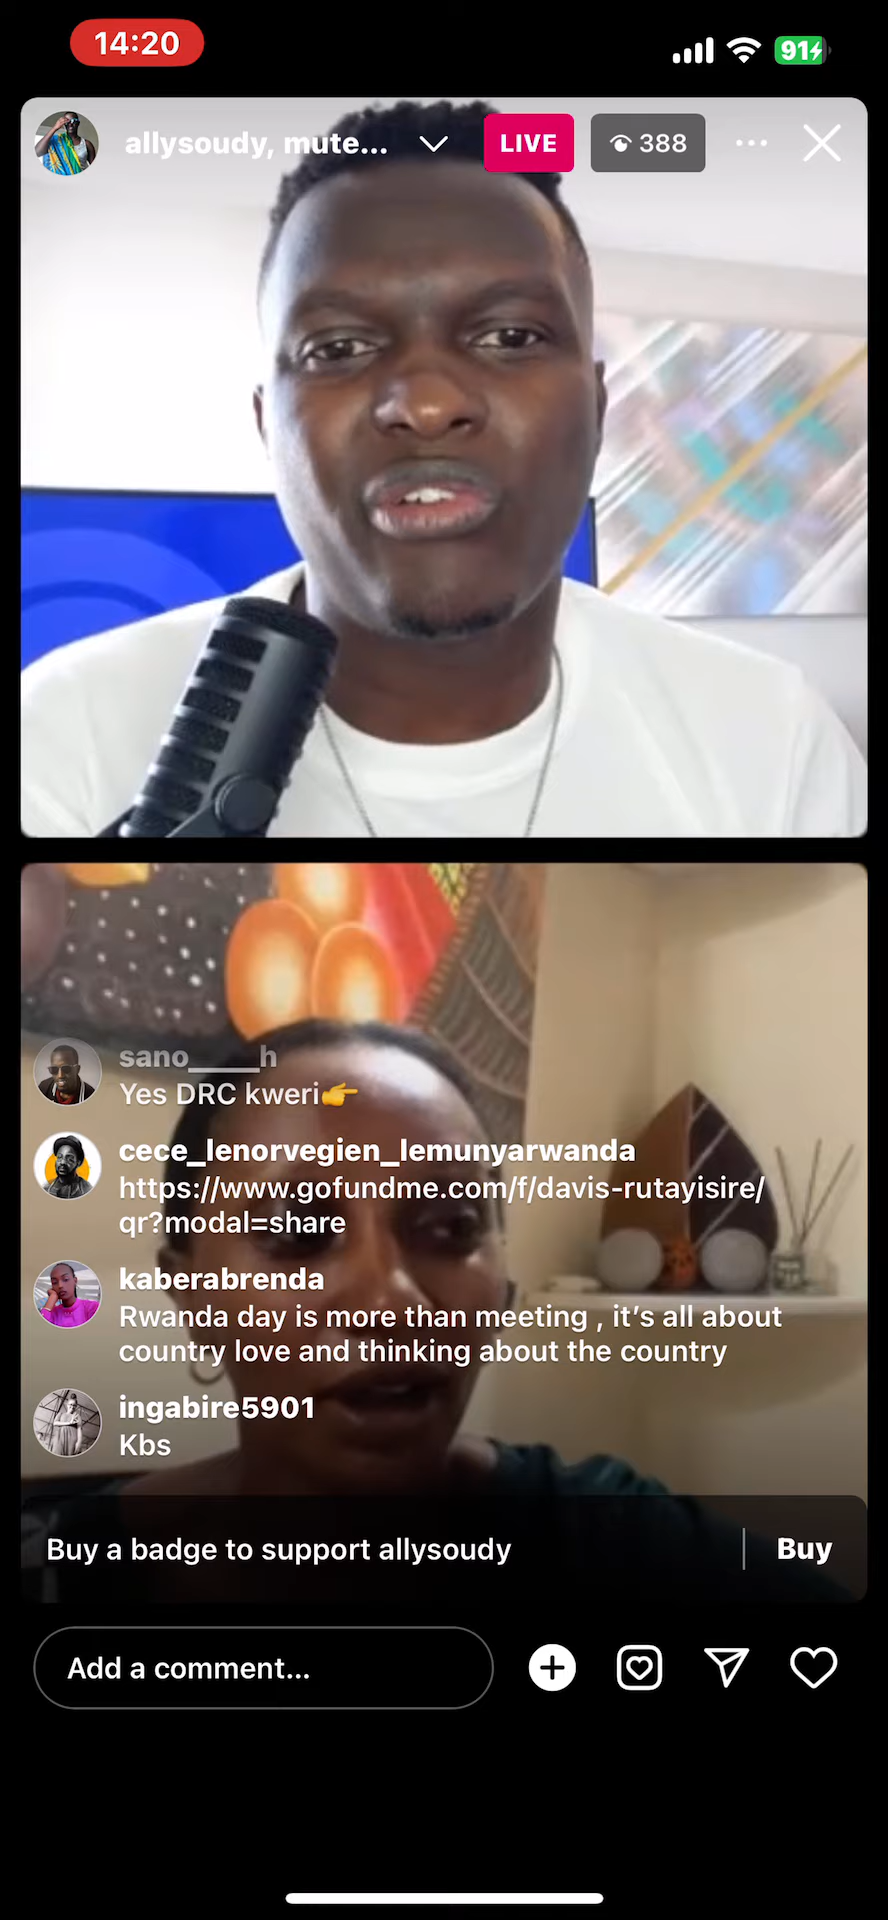 14:20
91
allysoudy, mute...
LIVE
388
sano_____h
Yes DRC kweri👉
cece_lenorvegien_lemunyarwanda
https://www.gofundme.com/f/davis-rutayisire/
qr?modal=share
kaberabrenda
Rwanda day is more than meeting , it’s all about
country love and thinking about the country
ingabire5901
Kbs
Buy a badge to support allysoudy
Buy
Add a comment...